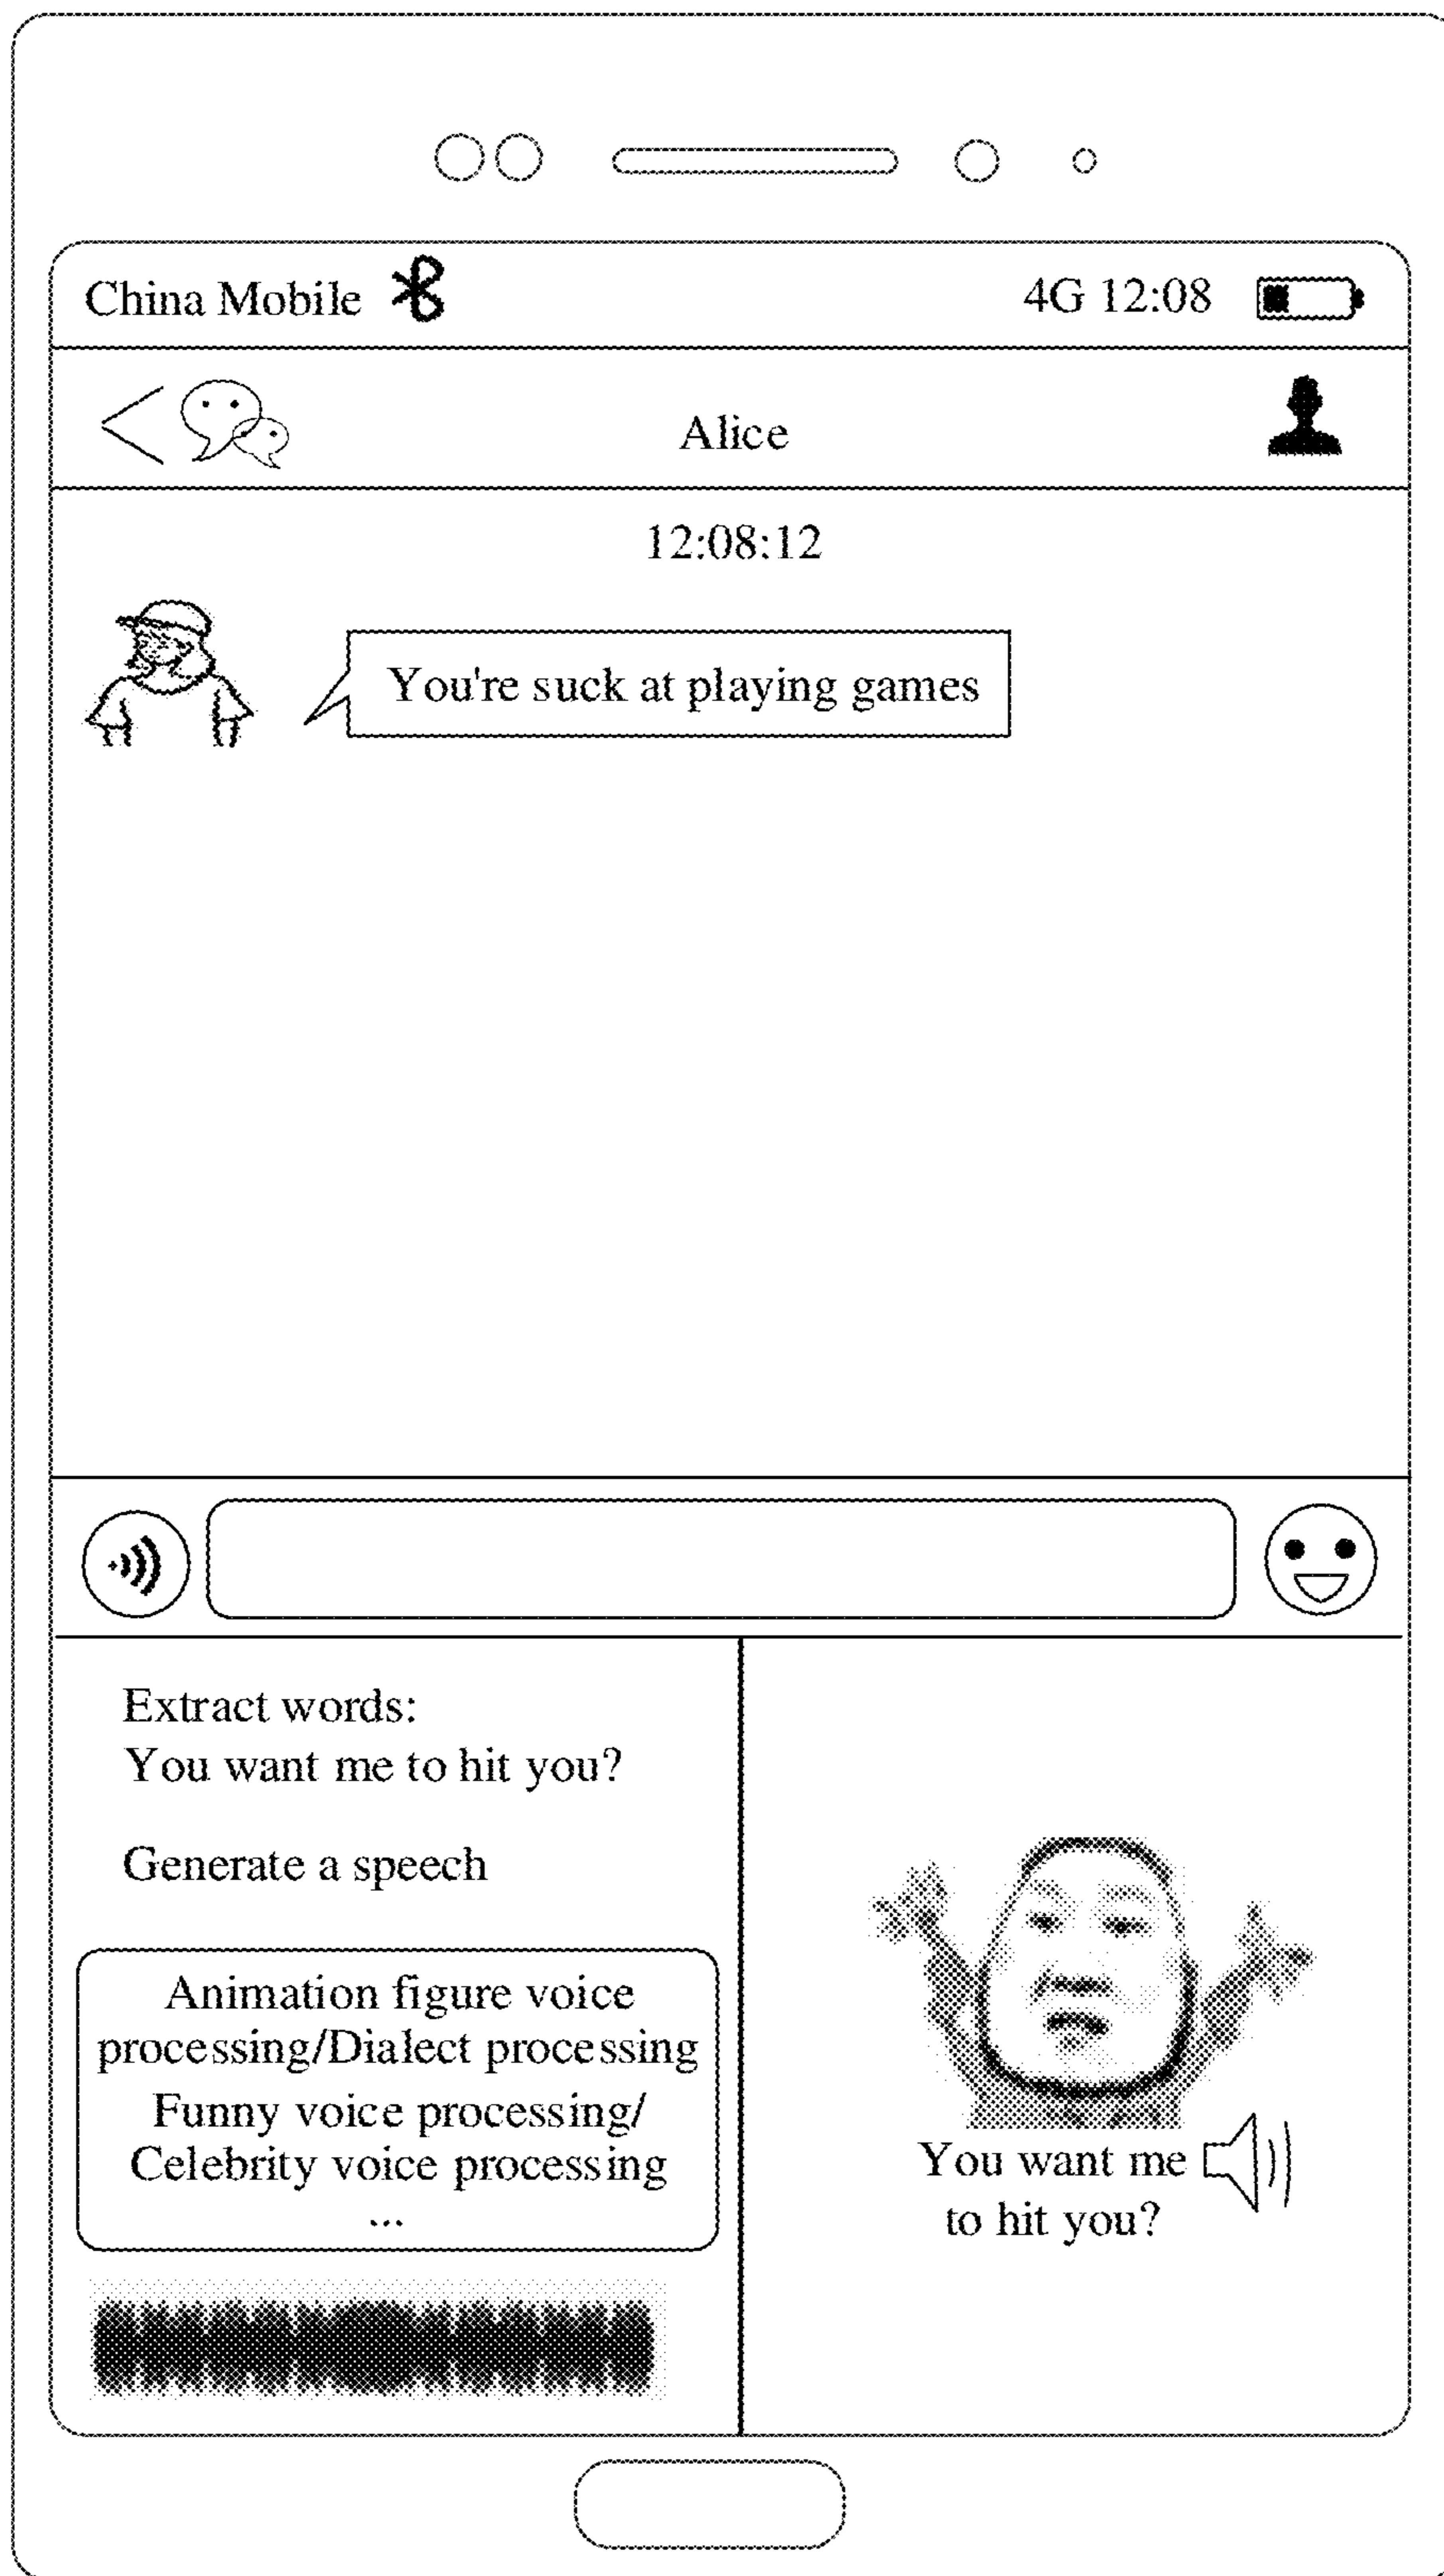 China Mobile 4G 12:08
Alice
12:08:12
You're suck at playing games
Extract words:
You want me to hit you?
Generate a speech
Animation figure voice
processing/Dialect processing
Funny voice processing/
Celebrity voice processing
...
You want me
to hit you?